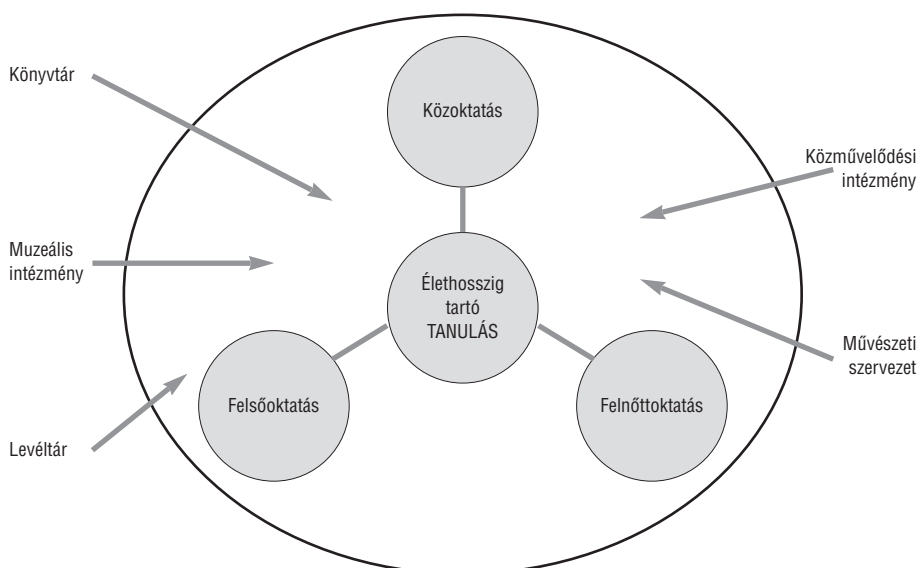 Könyvtár
Közoktatás
Közművelődési
intézmény
Muzeális
intézmény
Élethosszig
tartó
TANULÁS
Művészeti
szervezet
Felsőoktatás
Felnőttoktatás
Levéltár